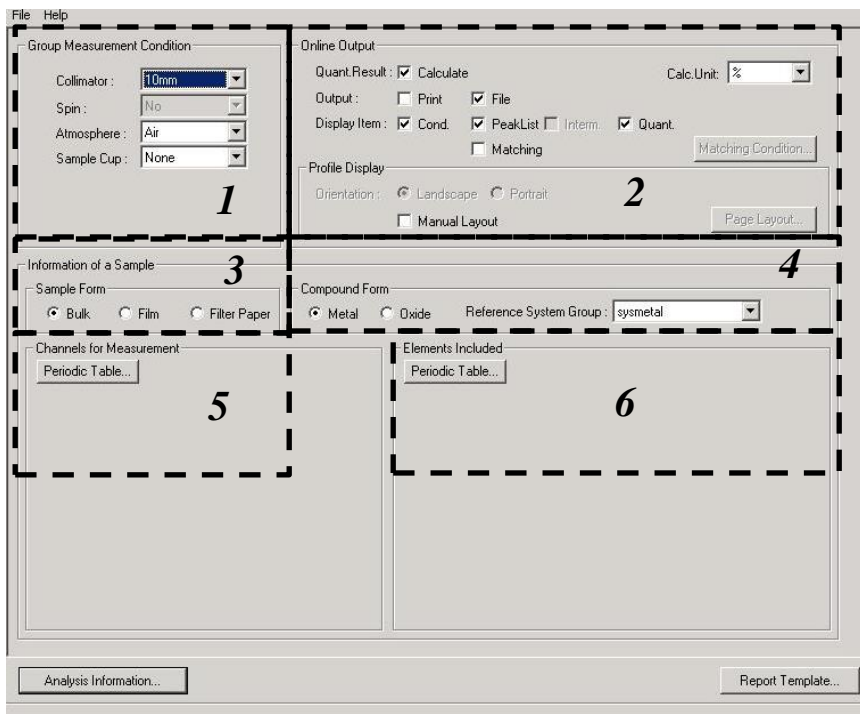 File Help
Group Measurement Condition
Collimator : 10mm
Spin : No
Atmosphere : Air
Sample Cup : None
1
Online Output
Quant.Result : Calculate Calc.Unit: %
Output : Print File
Display Item : Cond. PeakList Interm. Quant.
Matching Matching Condition...
Profile Display
Orientation : Landscape Portrait
2
Manual Layout Page Layout...
Information of a Sample
3
4
Sample Form
Bulk Film Filter Paper
Compound Form
Metal Oxide Reference System Group : sysmetal
Channels for Measurement
Periodic Table...
5
Elements Included
Periodic Table...
6
Analysis Information... Report Template...